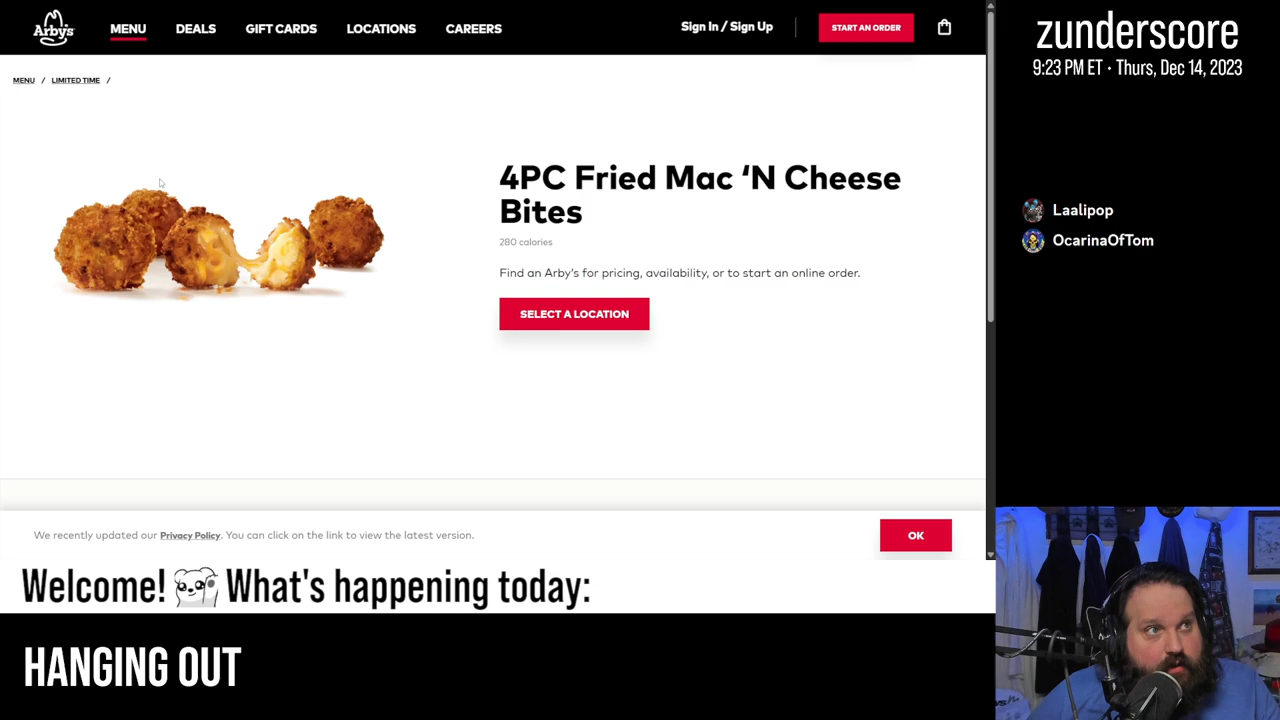 Arby's
MENU
DEALS
GIFT CARDS
LOCATIONS
CAREERS
Sign In / Sign Up
START AN ORDER
MENU / LIMITED TIME /
4PC Fried Mac ‘N Cheese
Bites
280 calories
Find an Arby's for pricing, availability, or to start an online order.
SELECT A LOCATION
We recently updated our Privacy Policy. You can click on the link to view the latest version.
OK
Welcome! What's happening today:
HANGING OUT
zunderscore
9:23 PM ET • Thurs, Dec 14, 2023
Laalipop
OcarinaOfTom